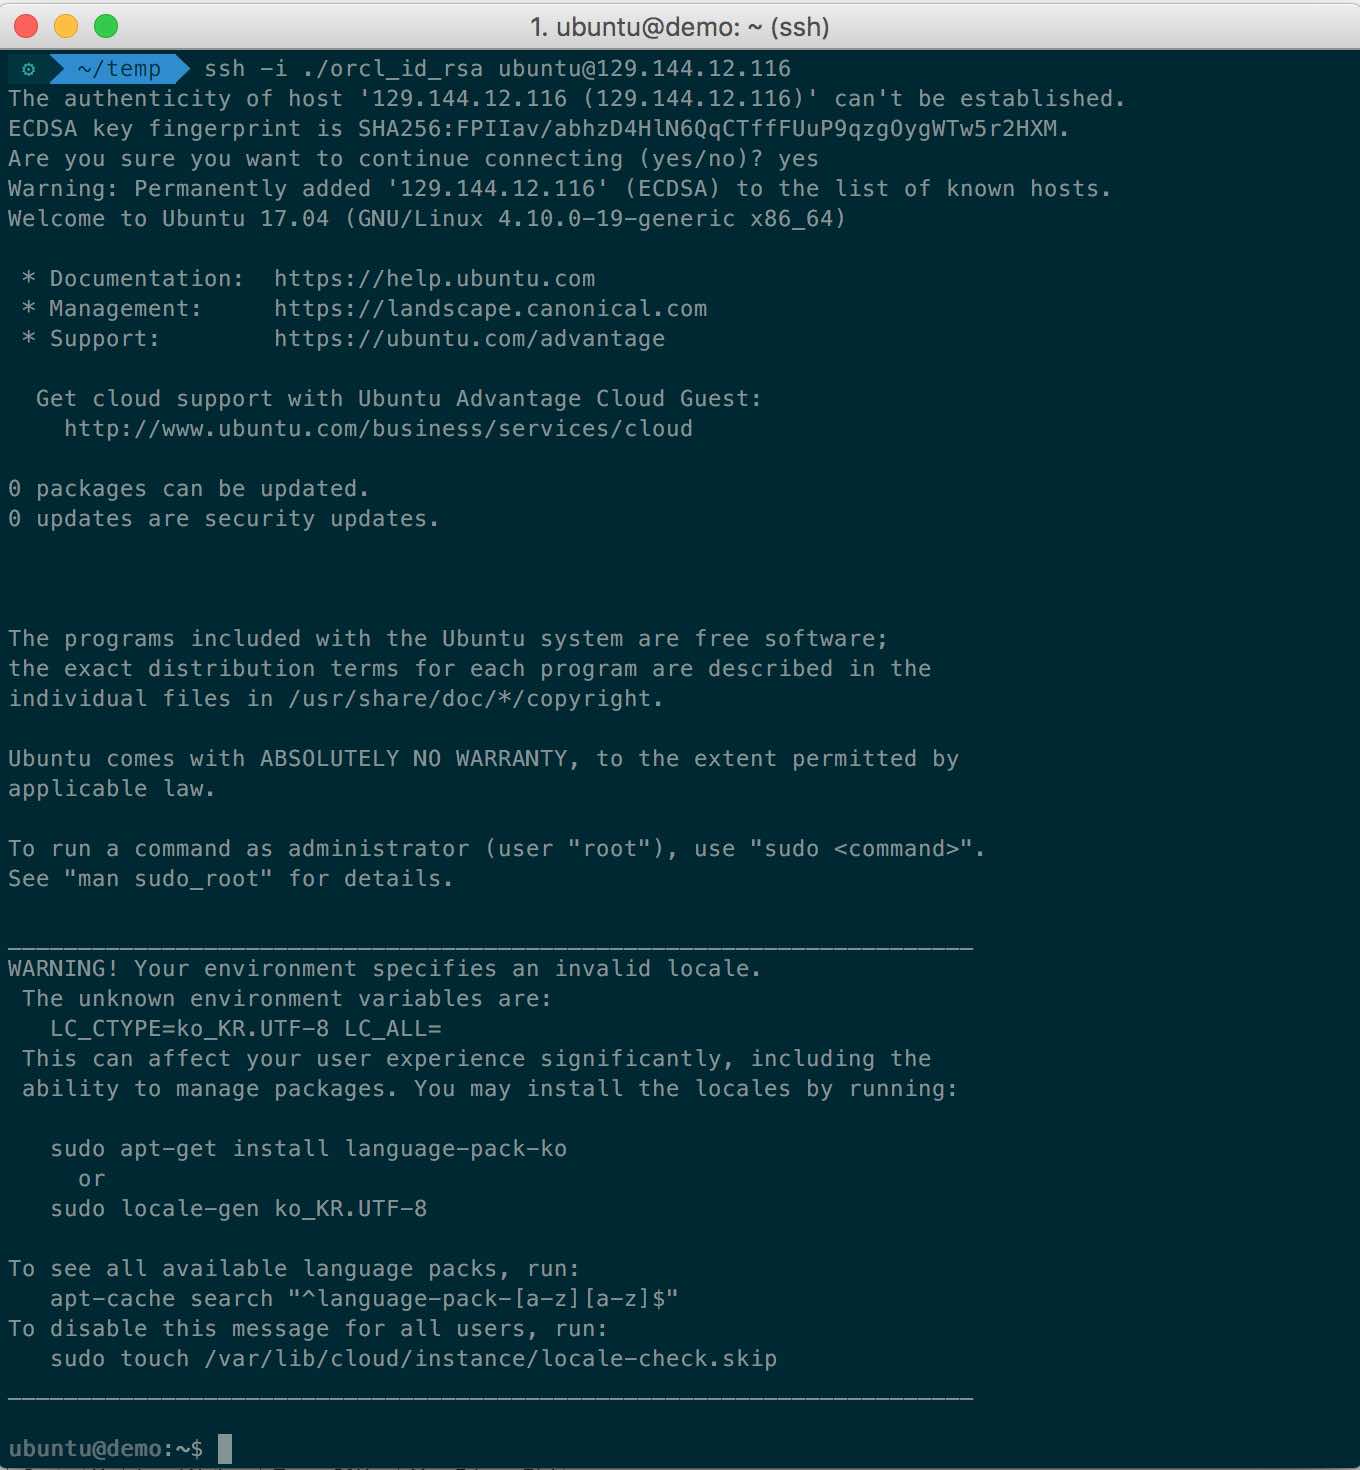 1. ubuntu@demo: ~ (ssh)
~/temp ssh -i ./orcl_id_rsa ubuntu@129.144.12.116
The authenticity of host '129.144.12.116 (129.144.12.116)' can't be established.
ECDSA key fingerprint is SHA256:FPIIav/abhzD4HlN6QqCTffFUuP9qzgOygWTw5r2HXM.
Are you sure you want to continue connecting (yes/no)? yes
Warning: Permanently added '129.144.12.116' (ECDSA) to the list of known hosts.
Welcome to Ubuntu 17.04 (GNU/Linux 4.10.0-19-generic x86_64)
* Documentation:  https://help.ubuntu.com
* Management:     https://landscape.canonical.com
* Support:        https://ubuntu.com/advantage
Get cloud support with Ubuntu Advantage Cloud Guest:
http://www.ubuntu.com/business/services/cloud
0 packages can be updated.
0 updates are security updates.
The programs included with the Ubuntu system are free software;
the exact distribution terms for each program are described in the
individual files in /usr/share/doc/*/copyright.
Ubuntu comes with ABSOLUTELY NO WARRANTY, to the extent permitted by
applicable law.
To run a command as administrator (user "root"), use "sudo <command>".
See "man sudo_root" for details.
WARNING! Your environment specifies an invalid locale.
The unknown environment variables are:
LC_CTYPE=ko_KR.UTF-8 LC_ALL=
This can affect your user experience significantly, including the
ability to manage packages. You may install the locales by running:
sudo apt-get install language-pack-ko
or
sudo locale-gen ko_KR.UTF-8
To see all available language packs, run:
apt-cache search "^language-pack-[a-z][a-z]$"
To disable this message for all users, run:
sudo touch /var/lib/cloud/instance/locale-check.skip
ubuntu@demo:~$